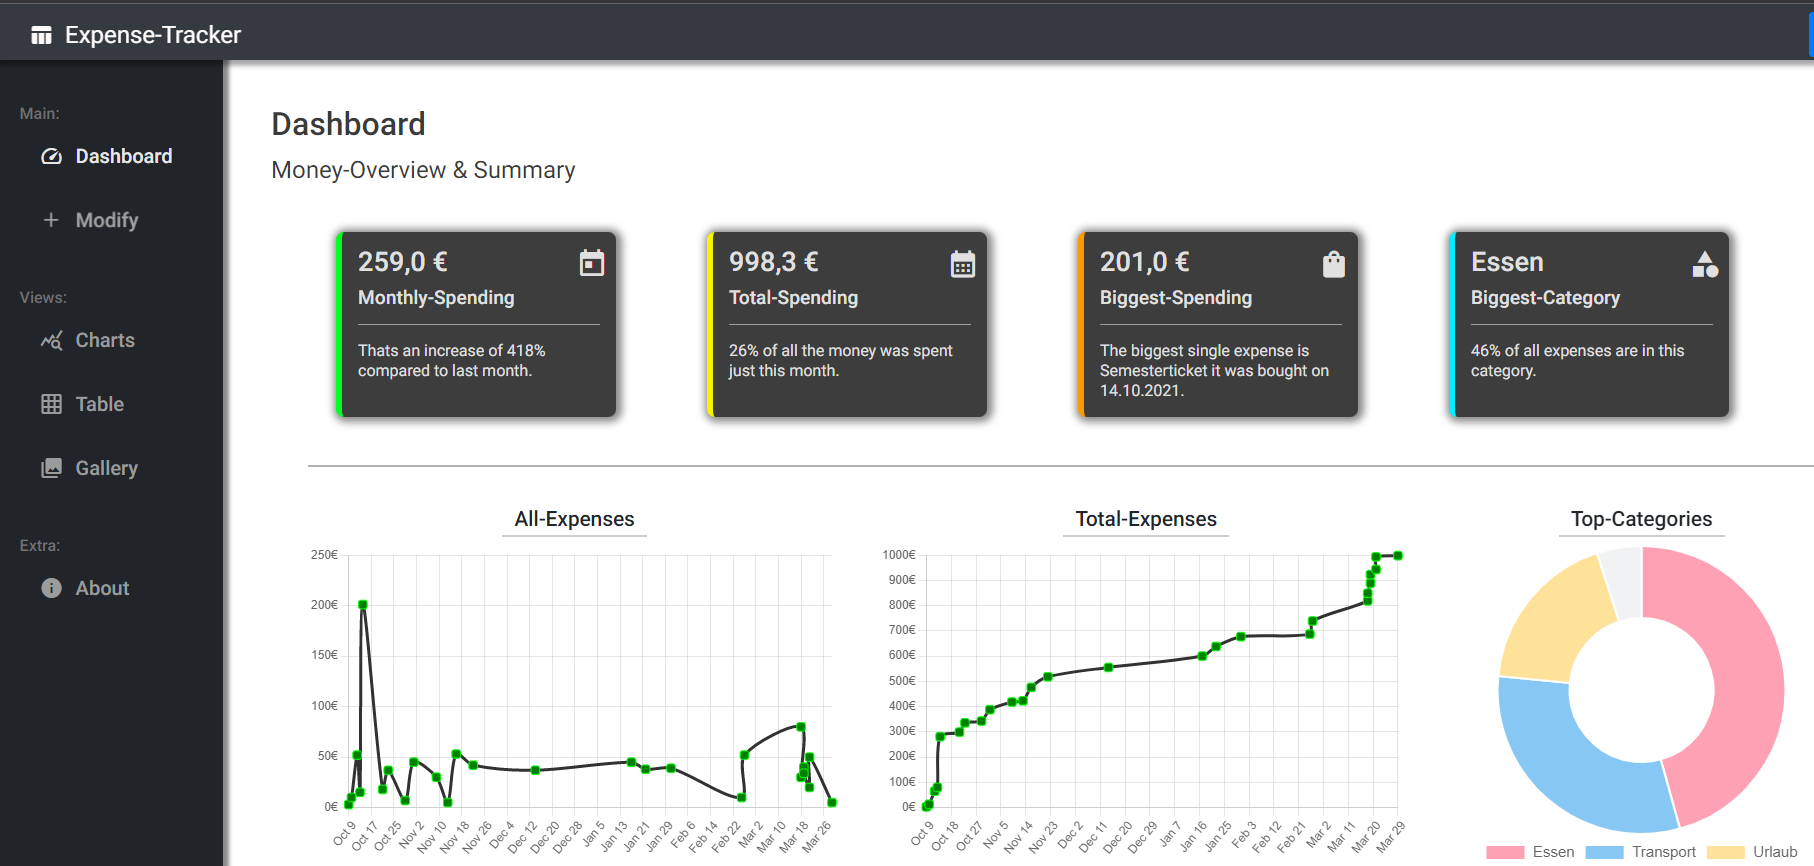 Expense-Tracker
Main:
Dashboard
Modify
Views:
Charts
Table
Gallery
Extra:
About
Dashboard
Money-Overview & Summary
259,0 €
Monthly-Spending
Thats an increase of 418%
compared to last month.
998,3 €
Total-Spending
26% of all the money was spent
just this month.
201,0 €
Biggest-Spending
The biggest single expense is
Semesterticket it was bought on
14.10.2021.
Essen
Biggest-Category
46% of all expenses are in this
category.
All-Expenses
250€
200€
150€
100€
50€
0€
Oct 9 Oct 17 Oct 25 Nov 2 Nov 10 Nov 18 Nov 26 Dec 4 Dec 12 Dec 20 Dec 28 Jan 5 Jan 13 Jan 21 Jan 29 Feb 6 Feb 14 Feb 22 Mar 2 Mar 10 Mar 18 Mar 26
Total-Expenses
1000€
900€
800€
700€
600€
500€
400€
300€
200€
100€
0€
Oct 9 Oct 18 Oct 27 Nov 5 Nov 14 Nov 23 Dec 2 Dec 11 Dec 20 Dec 29 Jan 7 Jan 16 Jan 25 Feb 3 Feb 12 Feb 21 Mar 2 Mar 11 Mar 20 Mar 29
Top-Categories
Essen Transport Urlaub